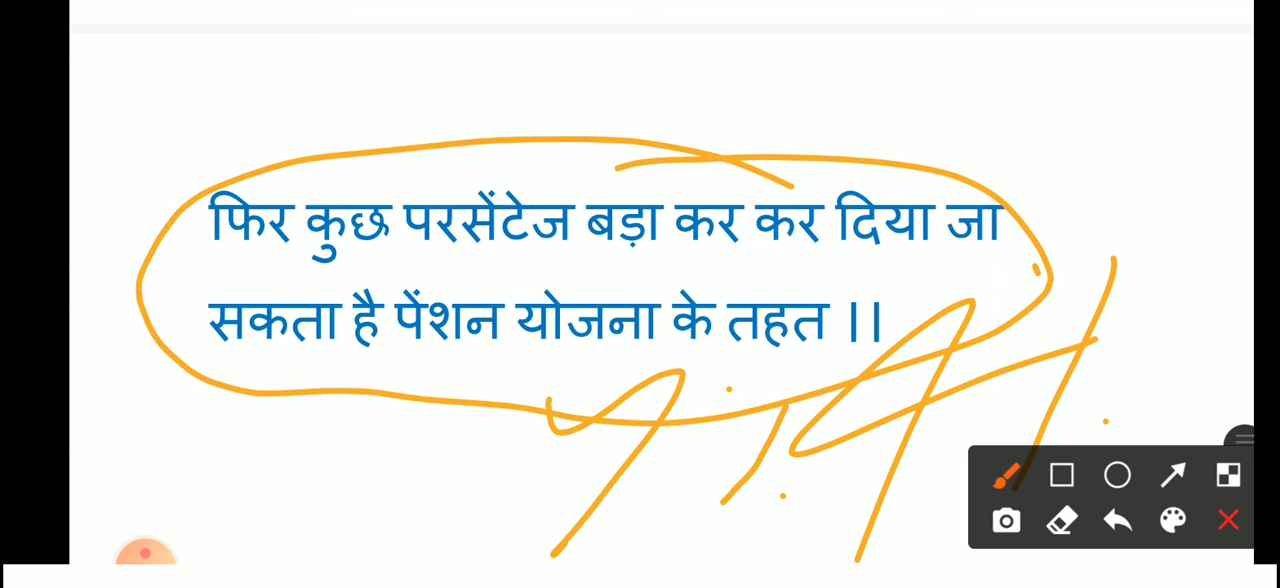 फिर कुछ परसेंटेज बड़ा कर कर दिया जा
सकता है पेंशन योजना के तहत ।।